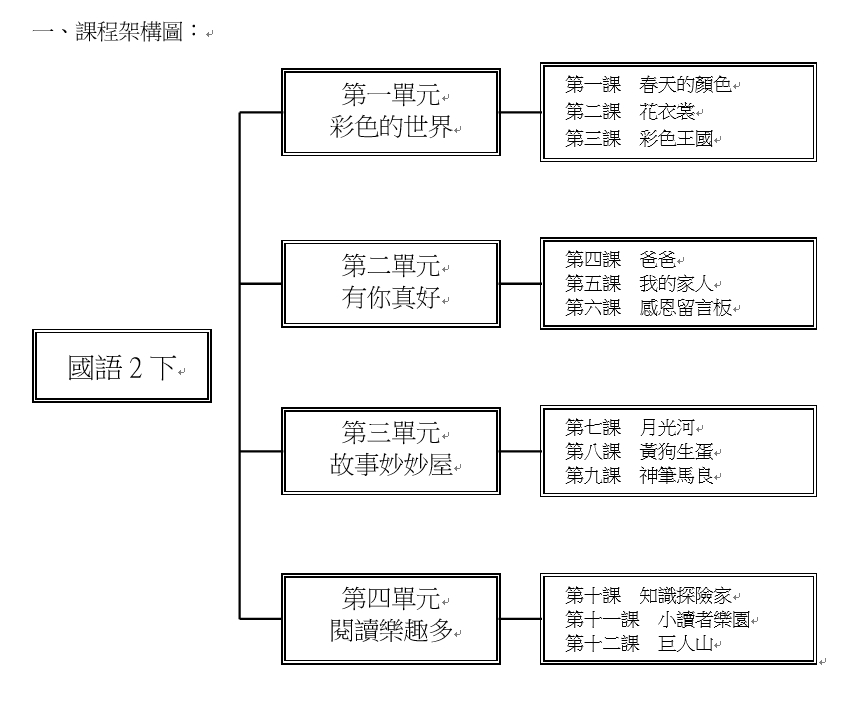 一、課程架構圖：
第一單元
彩色的世界
第一課　春天的顏色
第二課　花衣裳
第三課　彩色王國
第二單元
有你真好
第四課　爸爸
第五課　我的家人
第六課　感恩留言板
國語2下
第三單元
故事妙妙屋
第七課　月光河
第八課　黃狗生蛋
第九課　神筆馬良
第四單元
閱讀樂趣多
第十課　知識探險家
第十一課　小讀者樂園
第十二課　巨人山